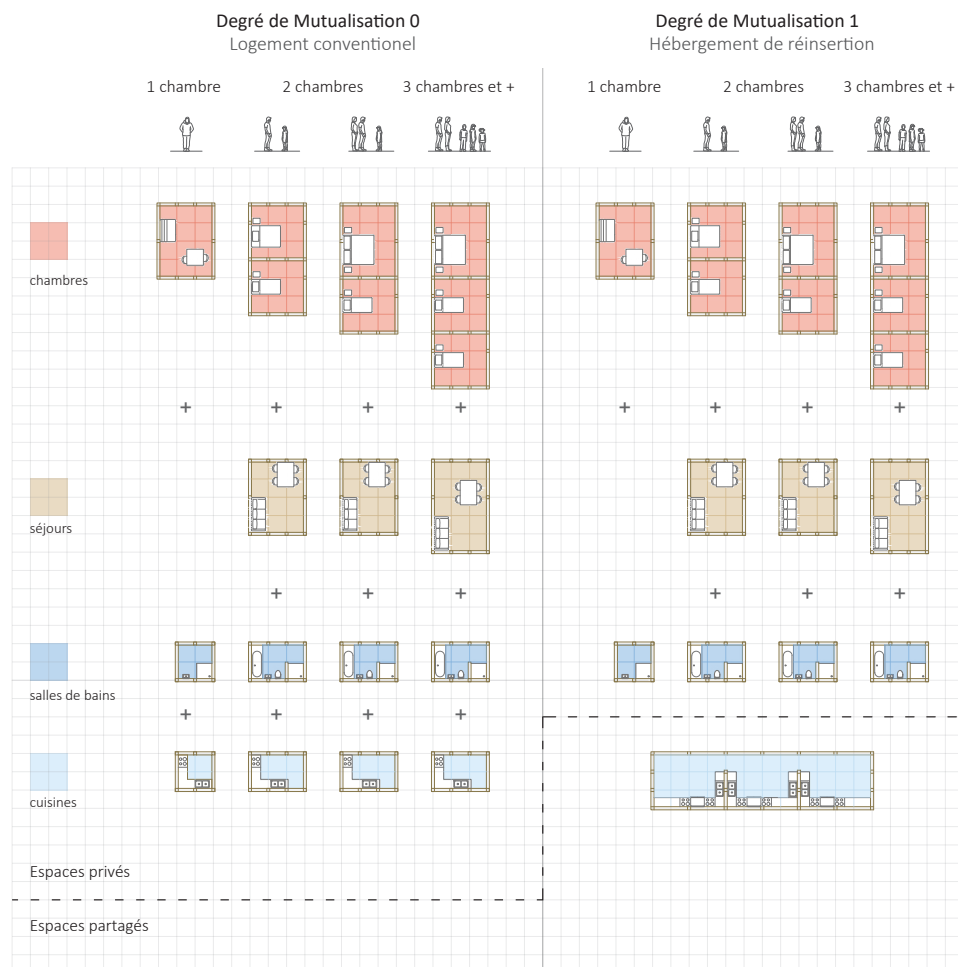 Degré de Mutualisation 0
Logement conventionel
Degré de Mutualisation 1
Hébergement de réinsertion
1 chambre
2 chambres
3 chambres et +
1 chambre
2 chambres
3 chambres et +
chambres
+ + + +
+ + + +
séjours
+ + +
+ + +
salles de bains
+ + + +
cuisines
Espaces privés
Espaces partagés